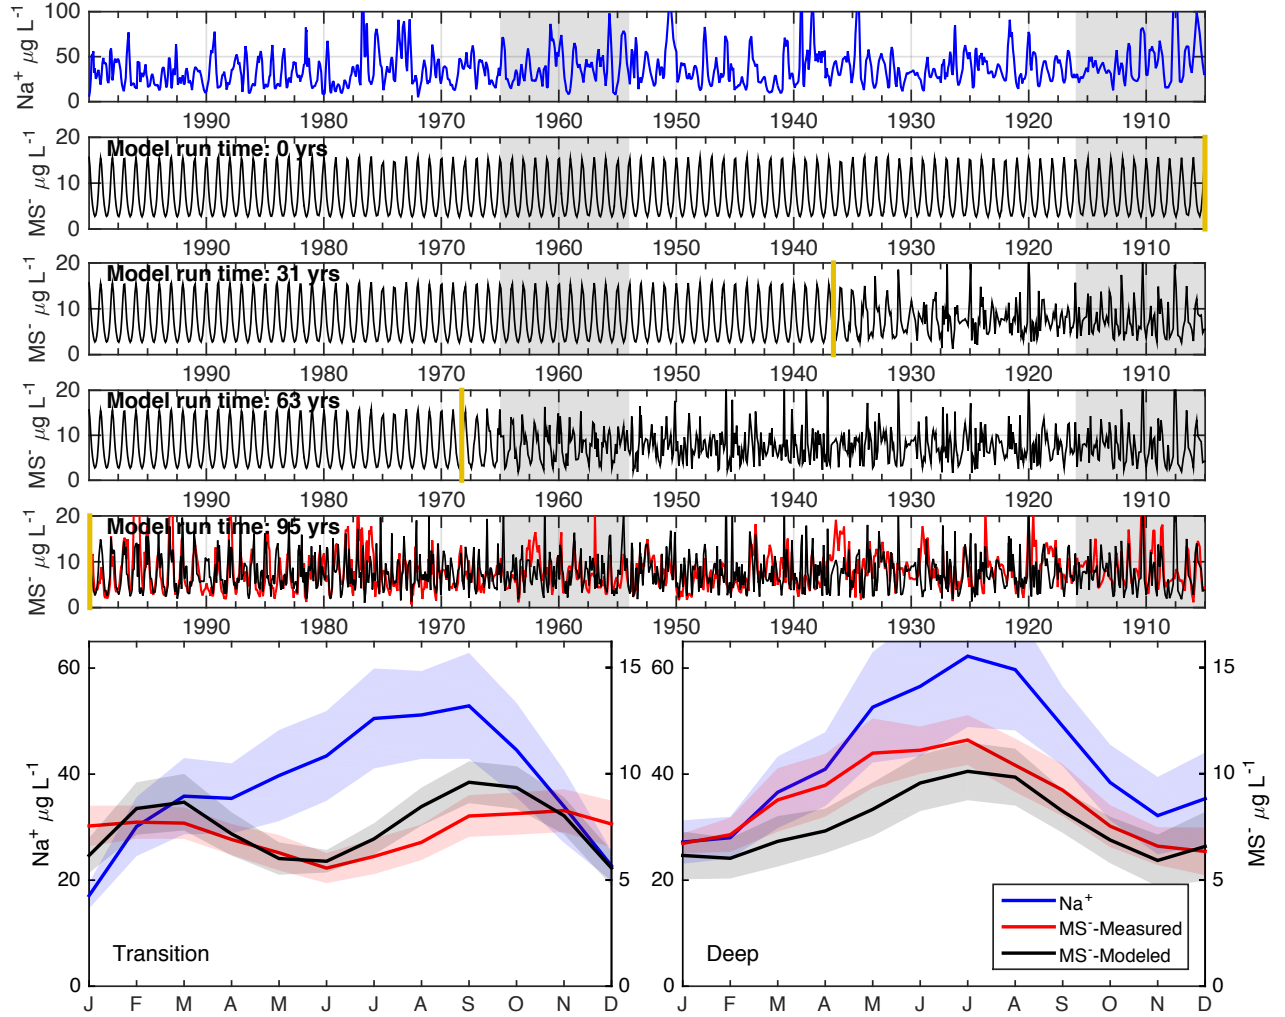 100
50
0
Na+ μg L-1
1990 1980 1970 1960 1950 1940 1930 1920 1910
20
10
0
MS- μg L-1
Model run time: 0 yrs
1990 1980 1970 1960 1950 1940 1930 1920 1910
20
10
0
MS- μg L-1
Model run time: 31 yrs
1990 1980 1970 1960 1950 1940 1930 1920 1910
20
10
0
MS- μg L-1
Model run time: 63 yrs
1990 1980 1970 1960 1950 1940 1930 1920 1910
20
10
0
MS- μg L-1
Model run time: 95 yrs
1990 1980 1970 1960 1950 1940 1930 1920 1910
60
40
20
0
Na+ μg L-1
15
10
5
0
Transition
J F M A M J J A S O N D
60
40
20
0
15
10
5
0
MS- μg L-1
Deep
Na+
MS--Measured
MS--Modeled
J F M A M J J A S O N D